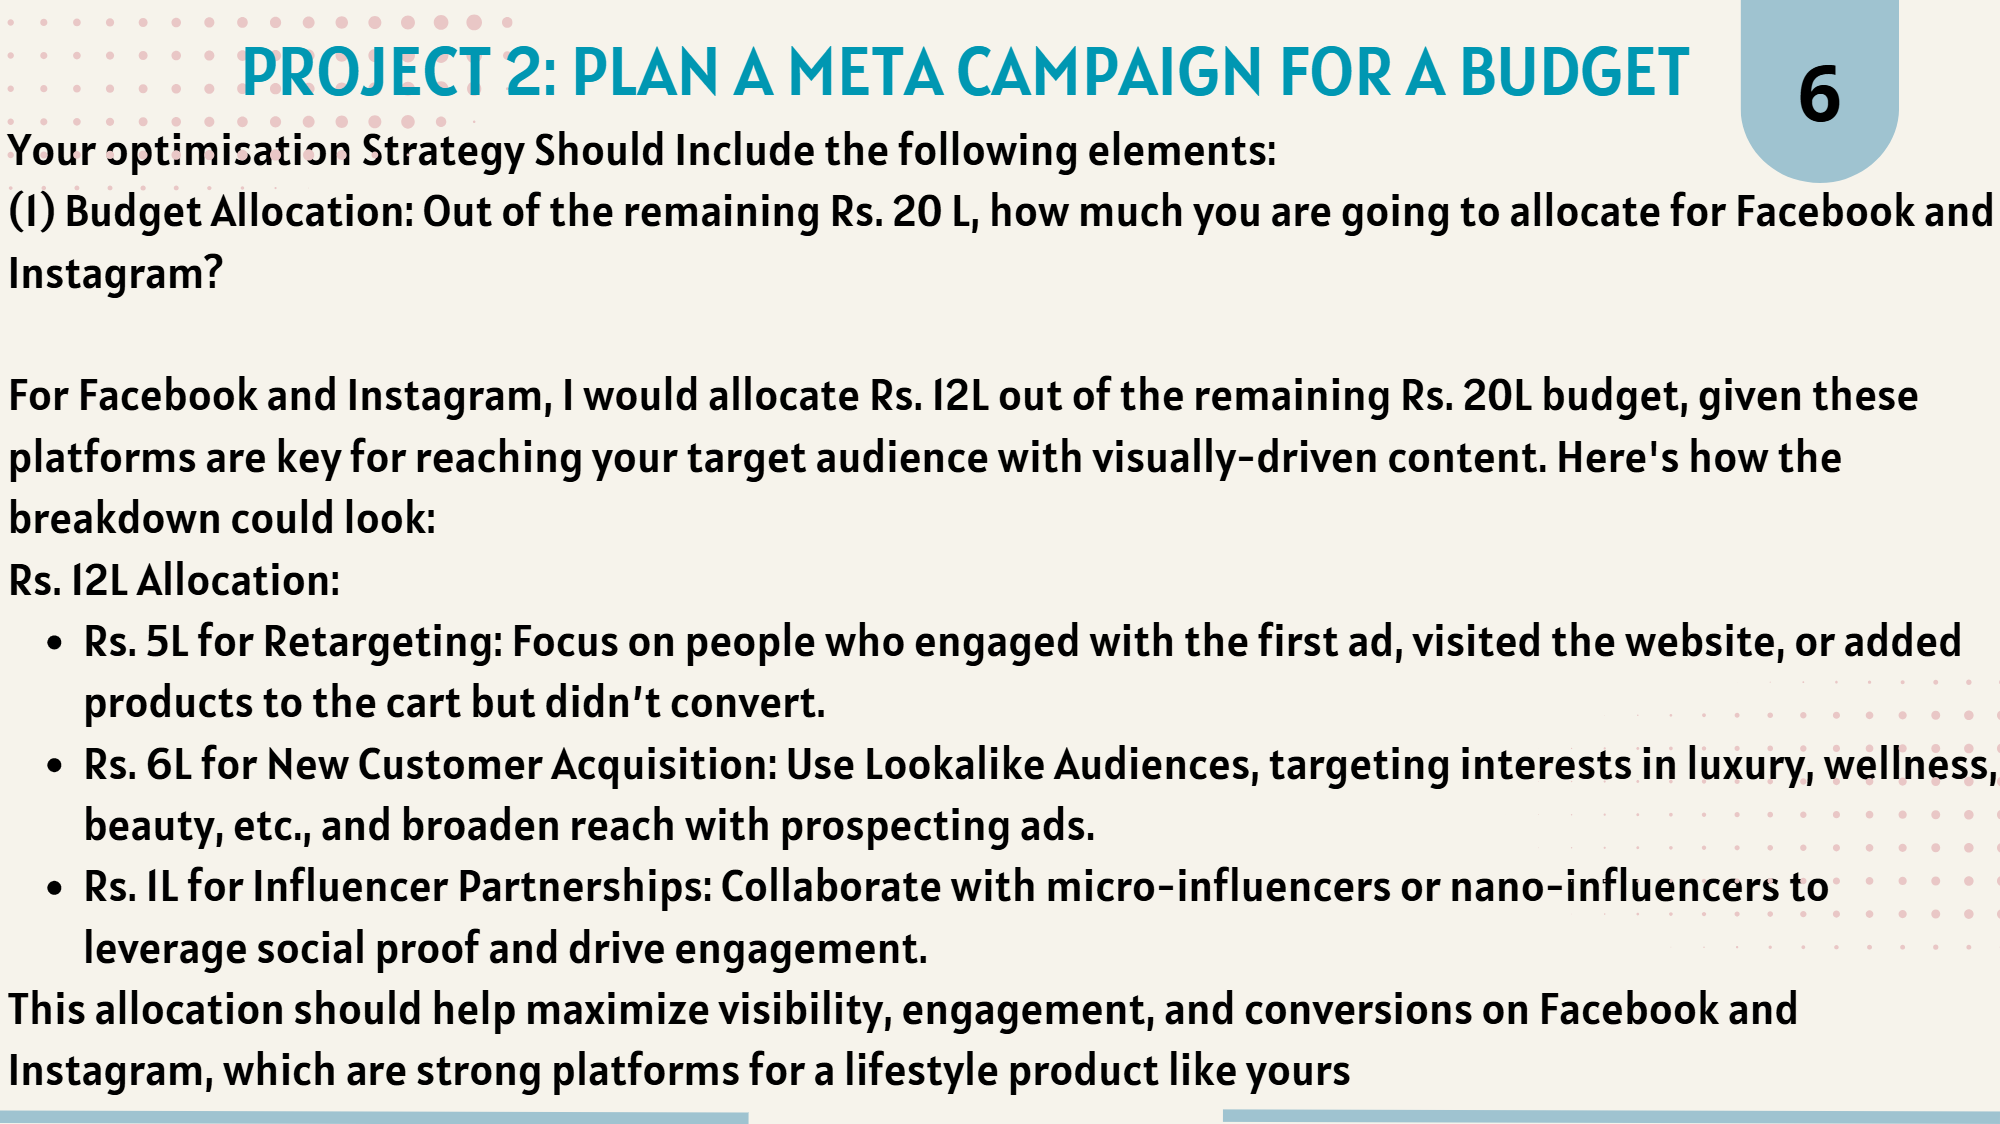 PROJECT 2: PLAN A META CAMPAIGN FOR A BUDGET
6
Your optimisation Strategy Should Include the following elements:
(1) Budget Allocation: Out of the remaining Rs. 20 L, how much you are going to allocate for Facebook and
Instagram?
For Facebook and Instagram, I would allocate Rs. 12L out of the remaining Rs. 20L budget, given these
platforms are key for reaching your target audience with visually-driven content. Here's how the
breakdown could look:
Rs. 12L Allocation:
• Rs. 5L for Retargeting: Focus on people who engaged with the first ad, visited the website, or added
products to the cart but didn’t convert.
• Rs. 6L for New Customer Acquisition: Use Lookalike Audiences, targeting interests in luxury, wellness,
beauty, etc., and broaden reach with prospecting ads.
• Rs. 1L for Influencer Partnerships: Collaborate with micro-influencers or nano-influencers to
leverage social proof and drive engagement.
This allocation should help maximize visibility, engagement, and conversions on Facebook and
Instagram, which are strong platforms for a lifestyle product like yours